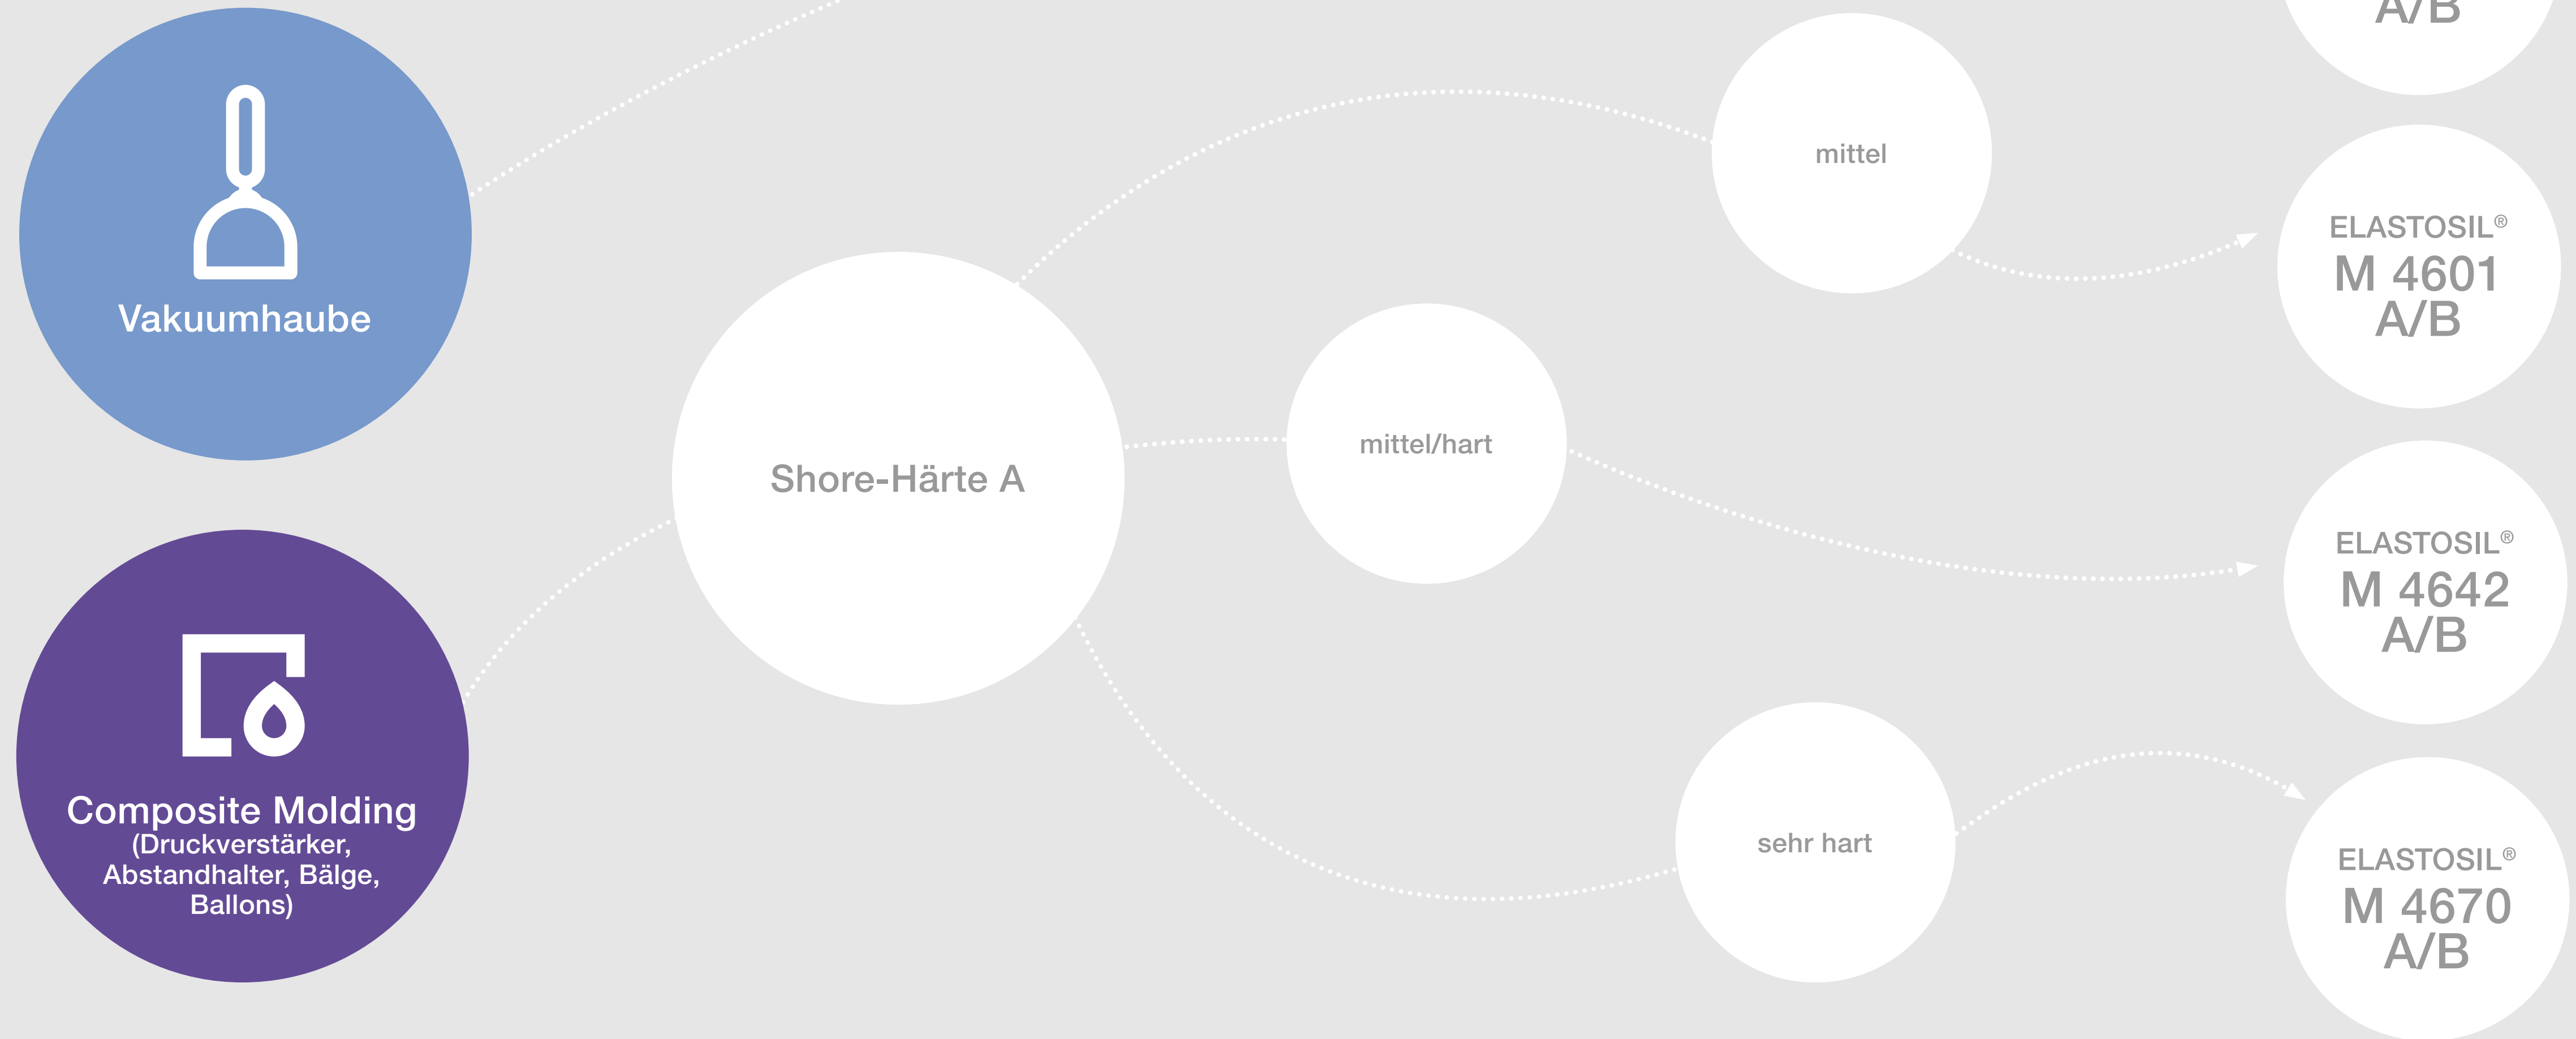 A/B
Vakuumhaube
mittel
ELASTOSIL®
M 4601
A/B
Shore-Härte A
mittel/hart
ELASTOSIL®
M 4642
A/B
Composite Molding
(Druckverstärker,
Abstandhalter, Bälge,
Ballons)
sehr hart
ELASTOSIL®
M 4670
A/B